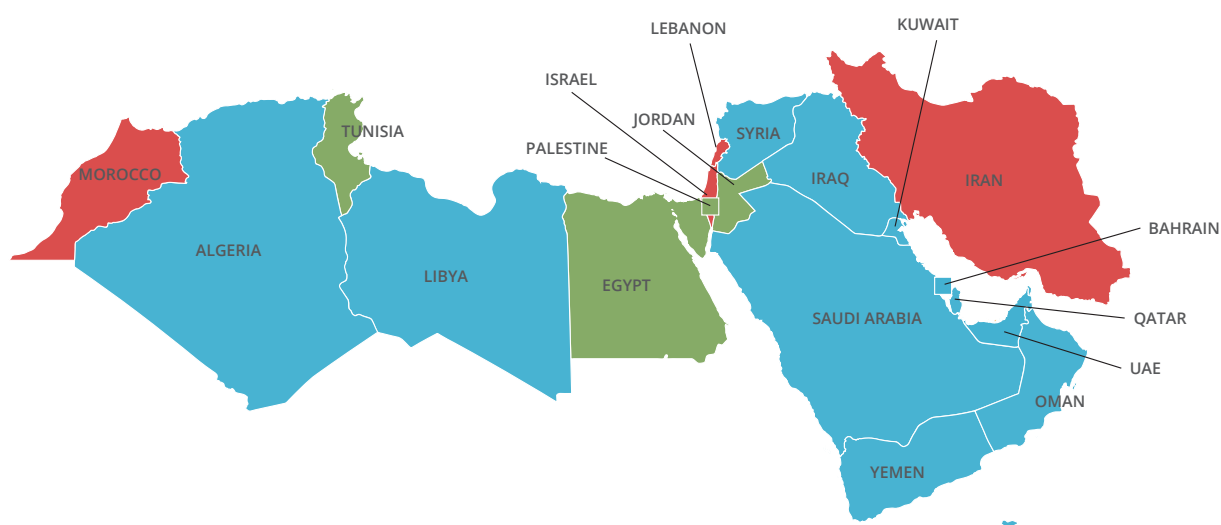 KUWAIT
LEBANON
ISRAEL
JORDAN
TUNISIA
SYRIA
PALESTINE
MOROCCO
IRAQ
IRAN
BAHRAIN
ALGERIA
LIBYA
EGYPT
SAUDI ARABIA
QATAR
UAE
OMAN
YEMEN